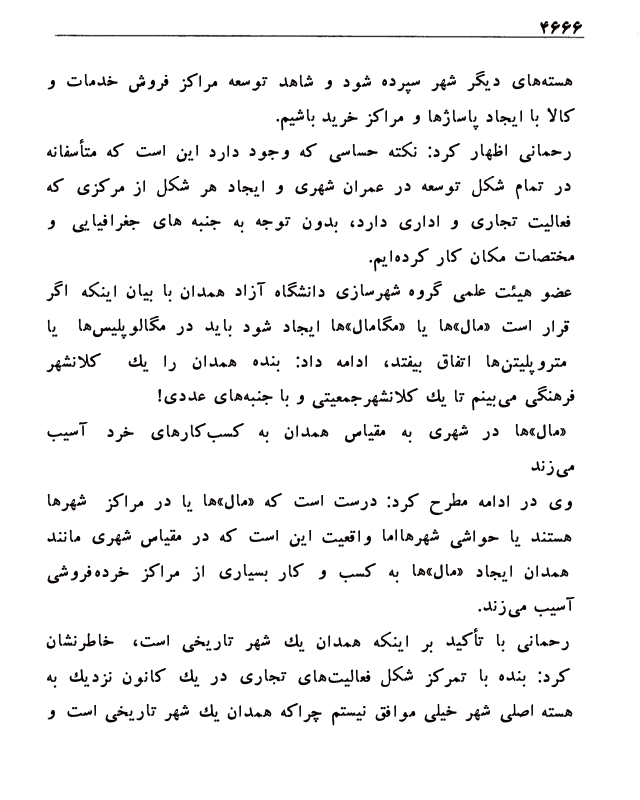 ۴۶۶۶
هسته‌های دیگر شهر سپرده شود و شاهد توسعه مراکز فروش خدمات و
کالا با ایجاد پاساژها و مراکز خرید باشیم.
رحمانی اظهار کرد: نکته حساسی که وجود دارد این است که متأسفانه
در تمام شکل توسعه در عمران شهری و ایجاد هر شکل از مرکزی که
فعالیت تجاری و اداری دارد، بدون توجه به جنبه های جغرافیایی و
مختصات مکان کار کرده‌ایم.
عضو هیئت علمی گروه شهرسازی دانشگاه آزاد همدان با بیان اینکه اگر
قرار است «مال»ها یا «مگامال»ها ایجاد شود باید در مگالوپلیس‌ها یا
متروپلیتن‌ها اتفاق بیفتد، ادامه داد: بنده همدان را یك کلانشهر
فرهنگی می‌بینم تا یك کلانشهرجمعیتی و با جنبه‌های عددی!
«مال»ها در شهری به مقیاس همدان به کسب‌کارهای خرد آسیب
می‌زند
وی در ادامه مطرح کرد: درست است که «مال»ها یا در مراکز شهرها
هستند یا حواشی شهرهااما واقعیت این است که در مقیاس شهری مانند
همدان ایجاد «مال»ها به کسب و کار بسیاری از مراکز خرده‌فروشی
آسیب می‌زند.
رحمانی با تأکید بر اینکه همدان یك شهر تاریخی است، خاطرنشان
کرد: بنده با تمرکز شکل فعالیت‌های تجاری در یك کانون نزدیك به
هسته اصلی شهر خیلی موافق نیستم چراکه همدان یك شهر تاریخی است و